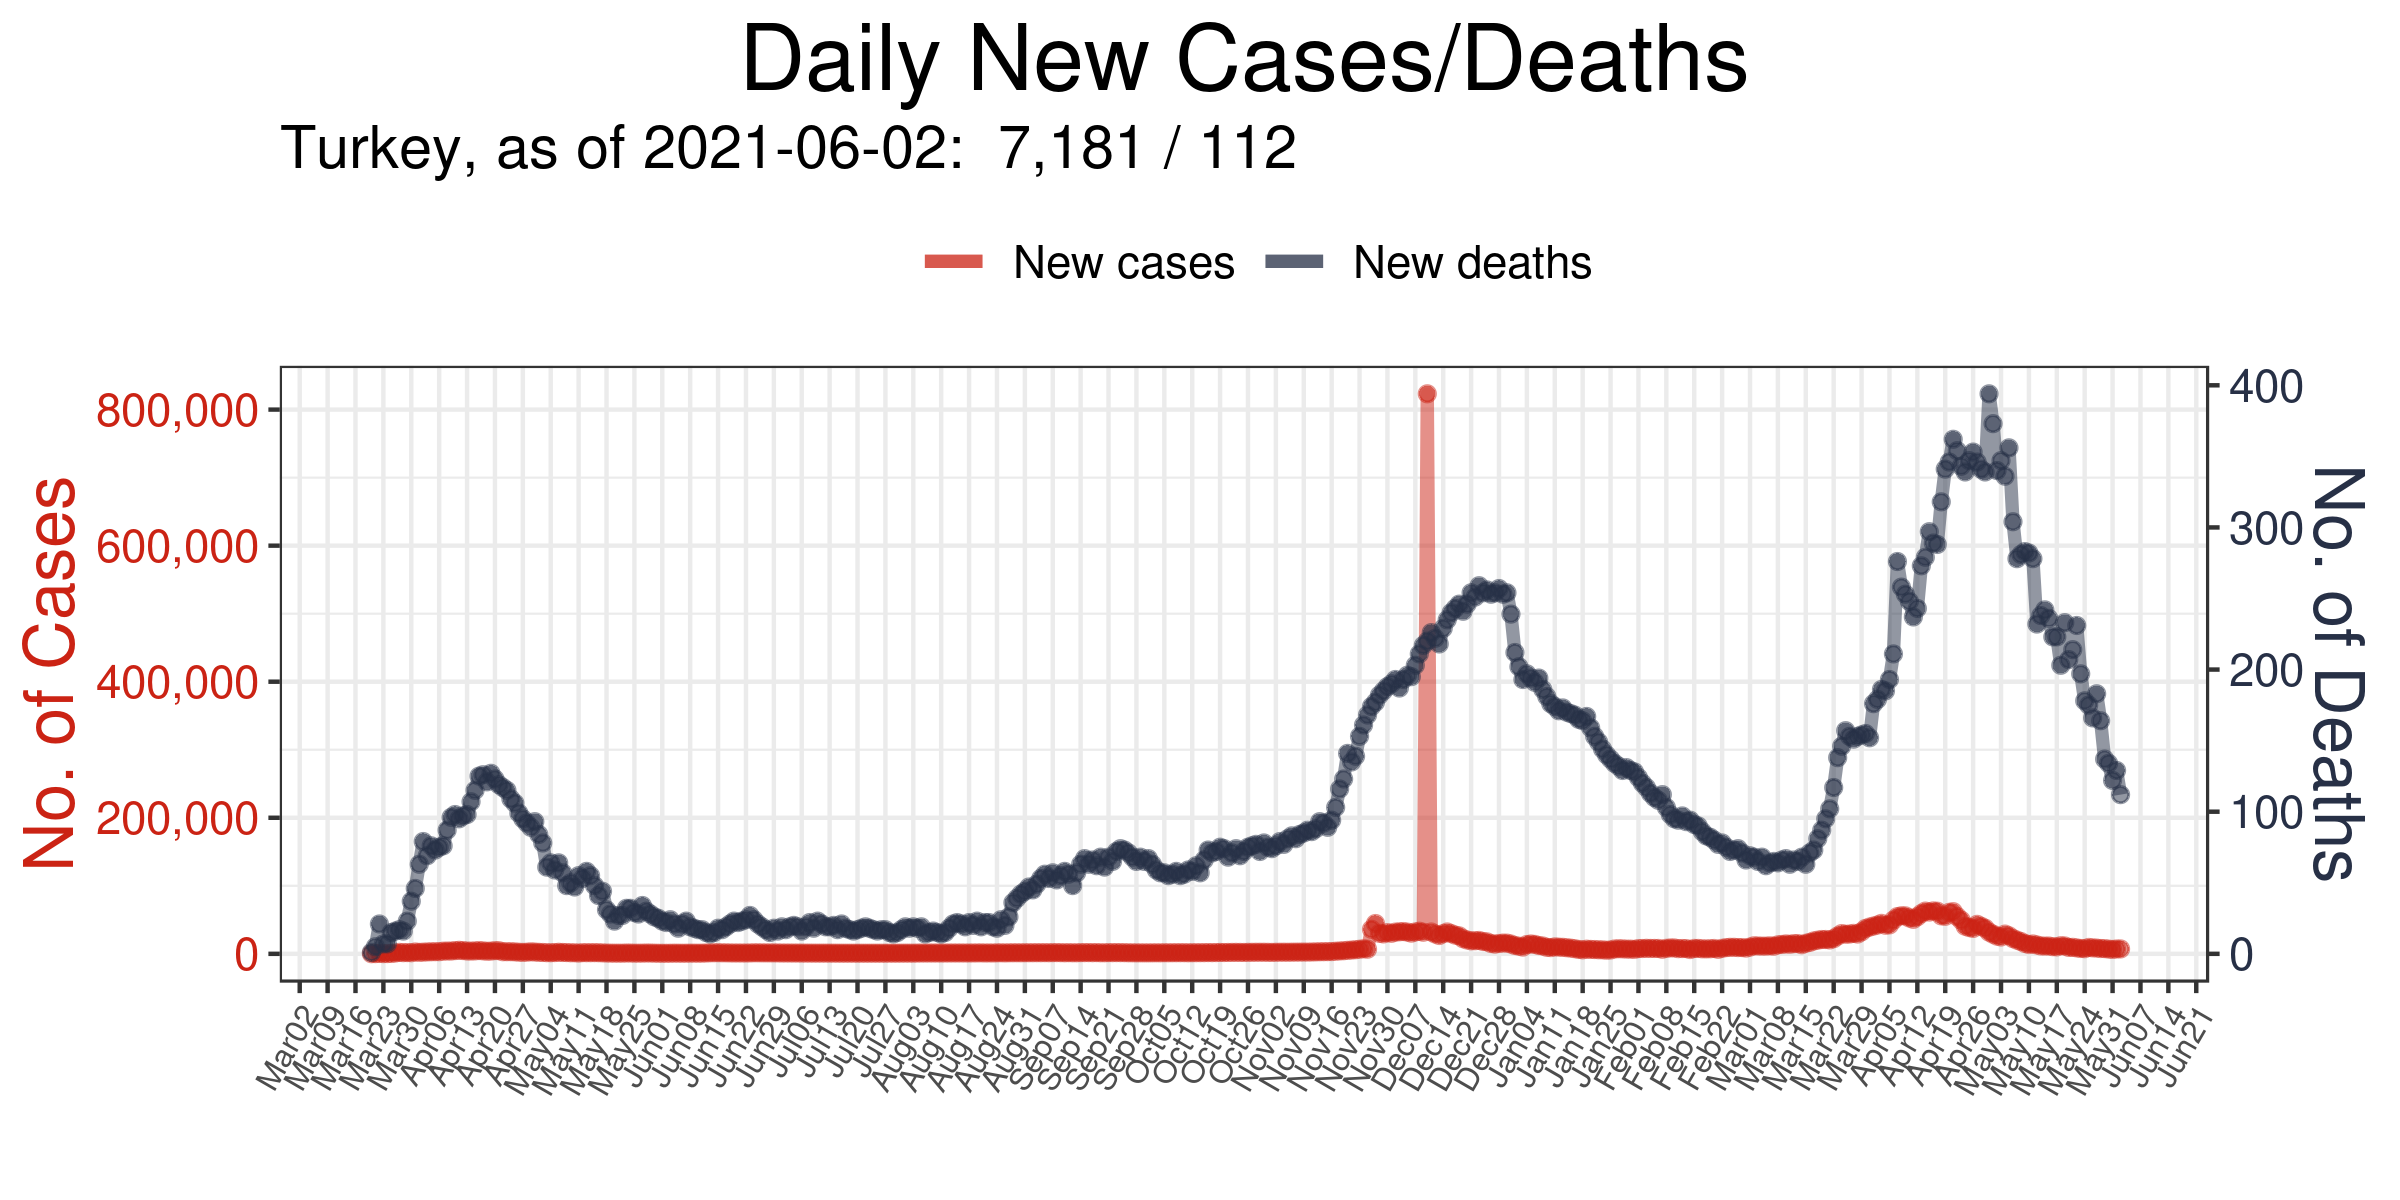 Daily New Cases/Deaths
Turkey, as of 2021-06-02:  7,181 / 112
New cases
New deaths
No. of Cases
800,000
600,000
400,000
200,000
0
400
300
200
100
0
No. of Deaths
Mar02
Mar09
Mar16
Mar23
Mar30
Apr06
Apr13
Apr20
Apr27
May04
May11
May18
May25
Jun01
Jun08
Jun15
Jun22
Jun29
Jul06
Jul13
Jul20
Jul27
Aug03
Aug10
Aug17
Aug24
Aug31
Sep07
Sep14
Sep21
Sep28
Oct05
Oct12
Oct19
Oct26
Nov02
Nov09
Nov16
Nov23
Nov30
Dec07
Dec14
Dec21
Dec28
Jan04
Jan11
Jan18
Jan25
Feb01
Feb08
Feb15
Feb22
Mar01
Mar08
Mar15
Mar22
Mar29
Apr05
Apr12
Apr19
Apr26
May03
May10
May17
May24
May31
Jun07
Jun14
Jun21